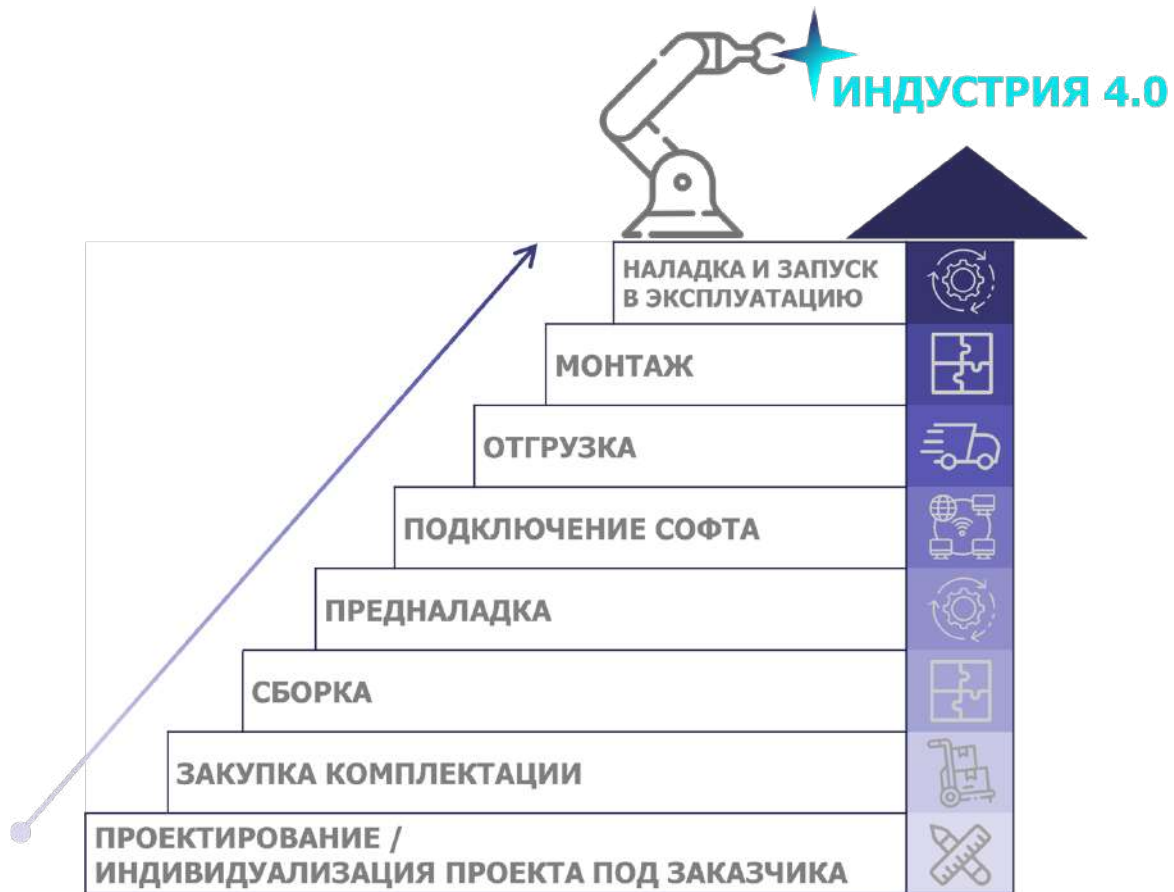 ИНДУСТРИЯ 4.0
НАЛАДКА И ЗАПУСК
В ЭКСПЛУАТАЦИЮ
МОНТАЖ
ОТГРУЗКА
ПОДКЛЮЧЕНИЕ СОФТА
ПРЕДНАЛАДКА
СБОРКА
ЗАКУПКА КОМПЛЕКТАЦИИ
ПРОЕКТИРОВАНИЕ /
ИНДИВИДУАЛИЗАЦИЯ ПРОЕКТА ПОД ЗАКАЗЧИКА